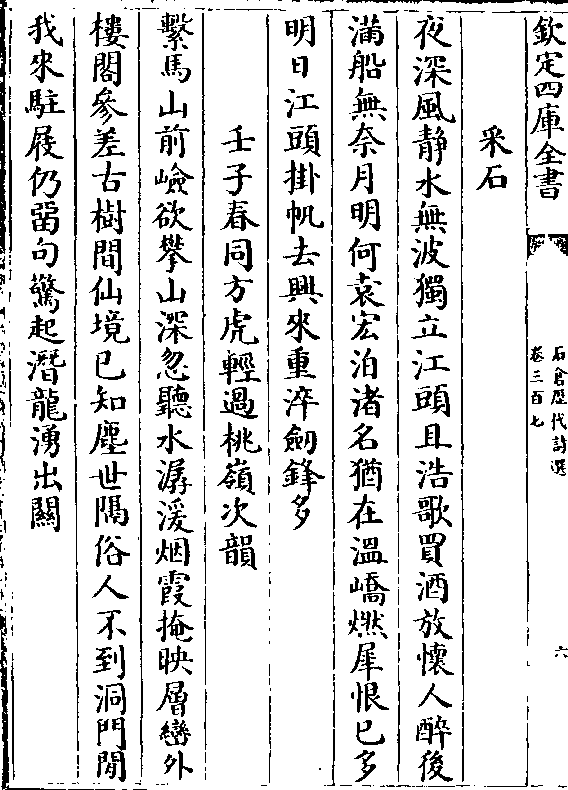 欽定四庫全書
石倉歷代詩選
卷三百七
六
采石
夜深風静水無波獨立江頭且浩歌買酒放懷人醉後
滿船無奈月明何袁宏泊渚名猶在温嶠燃犀恨已多
明日江頭掛帆去興來重淬劒鋒多
壬子春同方虎輕過桃嶺次韻
繫馬山前嶮欲攀山深忽聽水潺湲烟霞掩映層巒外
樓閣參差古樹間仙境已知塵世隔俗人不到洞門閒
我來駐屐仍留句驚起潛龍湧出關